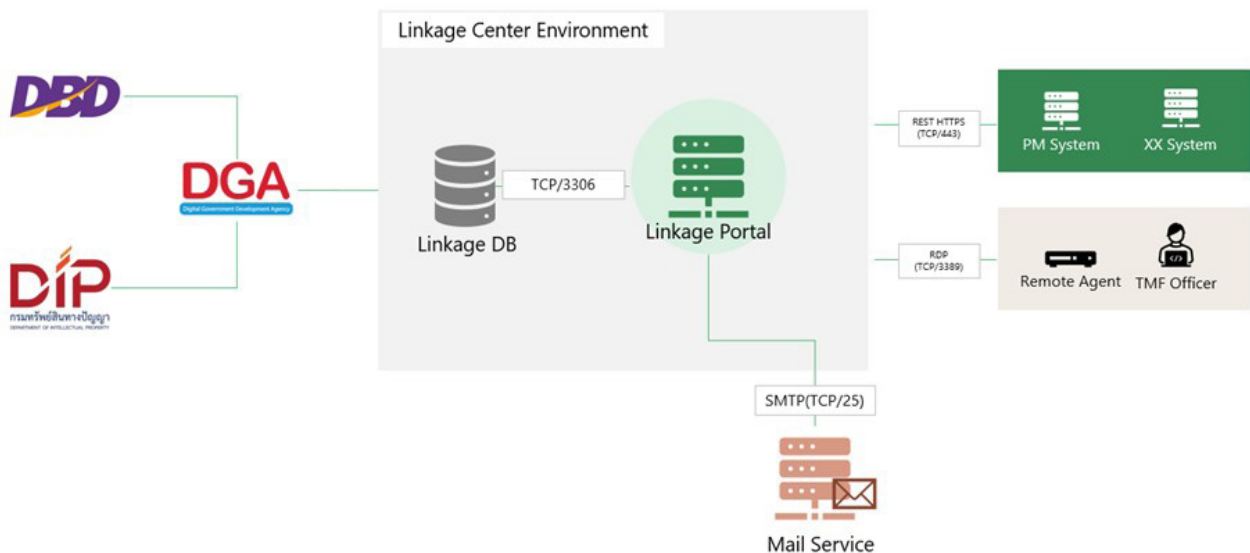 Linkage Center Environment
DBD
DGA
Digital Government Development Agency
DIP
กรมทรัพย์สินทางปัญญา
DEPARTMENT OF INTELLECTUAL PROPERTY
Linkage DB
TCP/3306
Linkage Portal
REST HTTPS
(TCP/443)
PM System
XX System
RDP
(TCP/3389)
Remote Agent
TMF Officer
</>
SMTP(TCP/25)
Mail Service